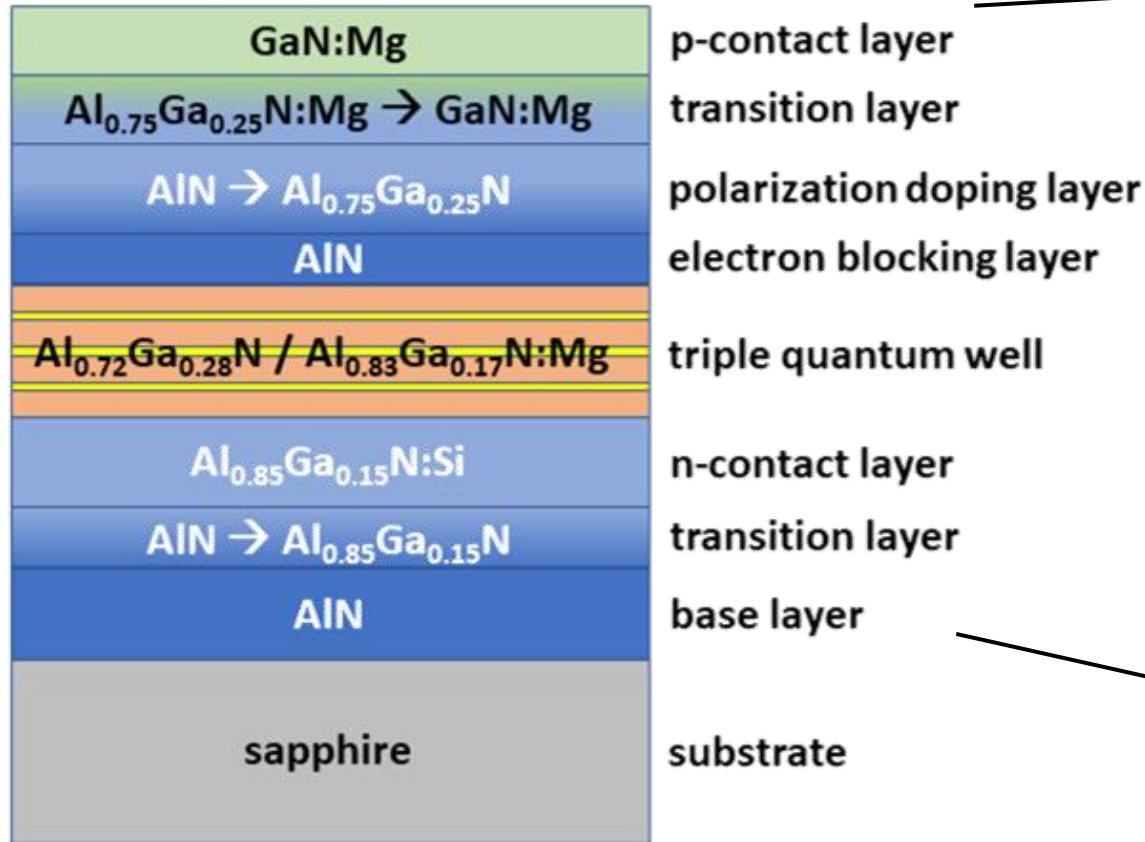 GaN:Mg p-contact layer
Al₀.₇₅Ga₀.₂₅N:Mg → GaN:Mg transition layer
AlN → Al₀.₇₅Ga₀.₂₅N polarization doping layer
AlN electron blocking layer
Al₀.₇₂Ga₀.₂₈N / Al₀.₈₃Ga₀.₁₇N:Mg triple quantum well
Al₀.₈₅Ga₀.₁₅N:Si n-contact layer
AlN → Al₀.₈₅Ga₀.₁₅N transition layer
AlN base layer
sapphire substrate